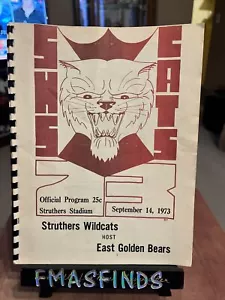 SHS
CATS
73
Official Program 25c
Struthers Stadium
September 14, 1973
Struthers Wildcats
HOST
East Golden Bears
FMASFINDS